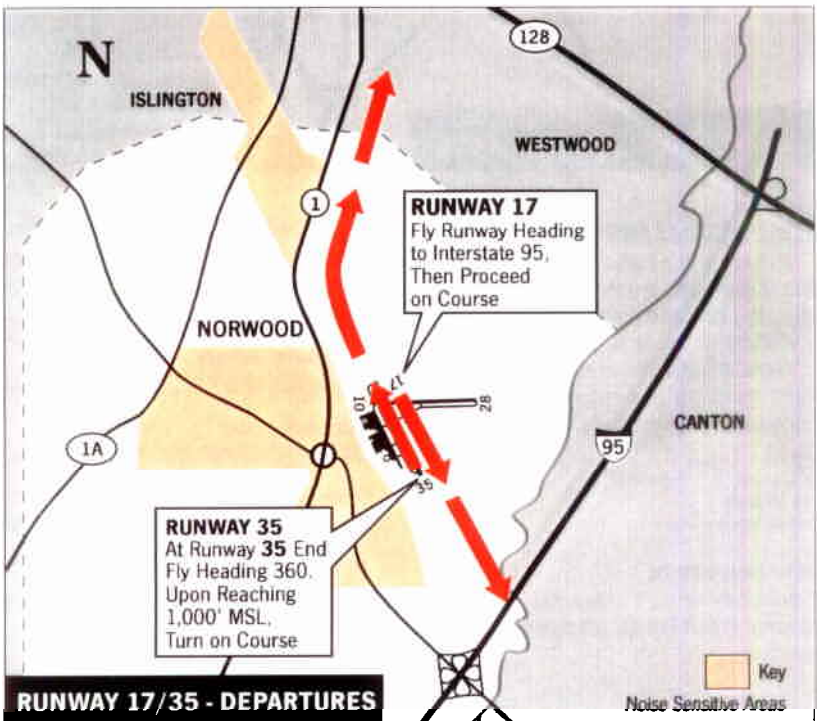 N
128
ISLINGTON
WESTWOOD
1
RUNWAY 17
Fly Runway Heading
to Interstate 95,
Then Proceed
on Course
NORWOOD
17
10
28
CANTON
1A
95
35
RUNWAY 35
At Runway 35 End
Fly Heading 360.
Upon Reaching
1,000' MSL,
Turn on Course
Key
RUNWAY 17/35 - DEPARTURES
Noise Sensitive Areas